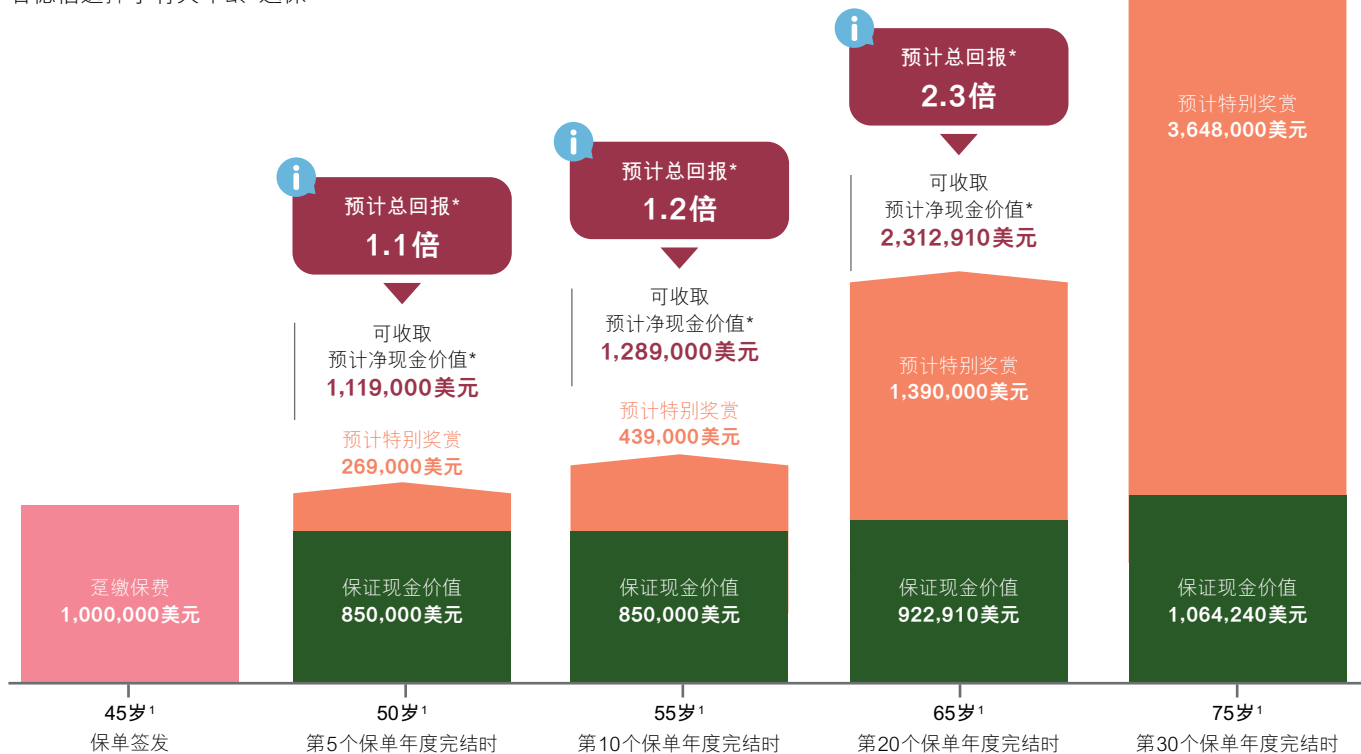 预计总回报*
1.1倍
可收取
预计净现金价值*
1,119,000美元
预计特别奖赏
269,000美元
预计总回报*
1.2倍
可收取
预计净现金价值*
1,289,000美元
预计特别奖赏
439,000美元
预计总回报*
2.3倍
可收取
预计净现金价值*
2,312,910美元
预计特别奖赏
1,390,000美元
预计特别奖赏
3,648,000美元
趸缴保费
1,000,000美元
保证现金价值
850,000美元
保证现金价值
850,000美元
保证现金价值
922,910美元
保证现金价值
1,064,240美元
45岁¹
保单签发
50岁¹
第5个保单年度完结时
55岁¹
第10个保单年度完结时
65岁¹
第20个保单年度完结时
75岁¹
第30个保单年度完结时